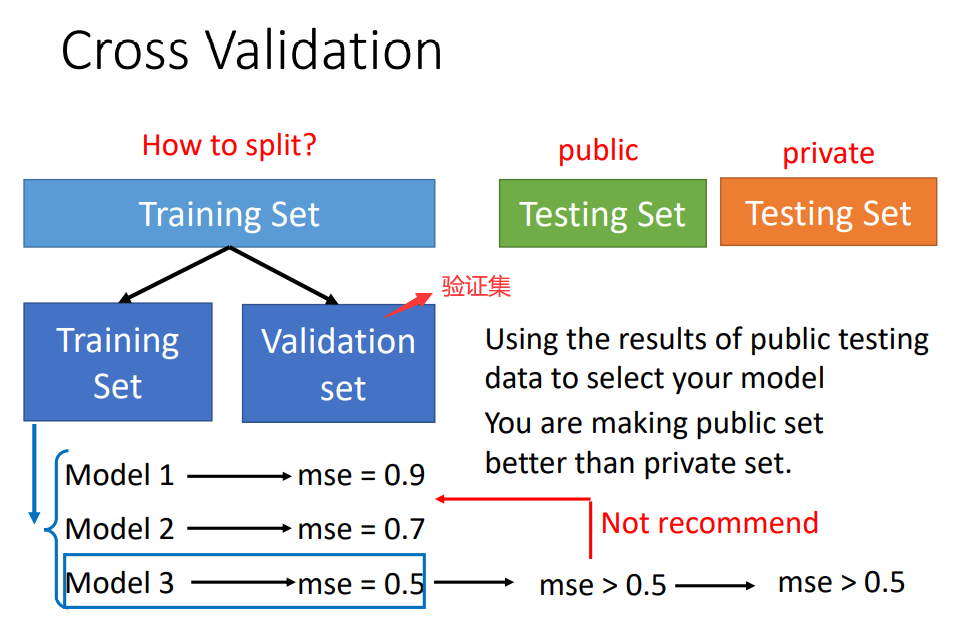 Cross Validation
How to split?
public
private
Training Set
Testing Set
Testing Set
验证集
Training
Set
Validation
set
Using the results of public testing
data to select your model
You are making public set
better than private set.
Model 1
mse = 0.9
Model 2
mse = 0.7
Not recommend
Model 3
mse = 0.5
mse > 0.5
mse > 0.5